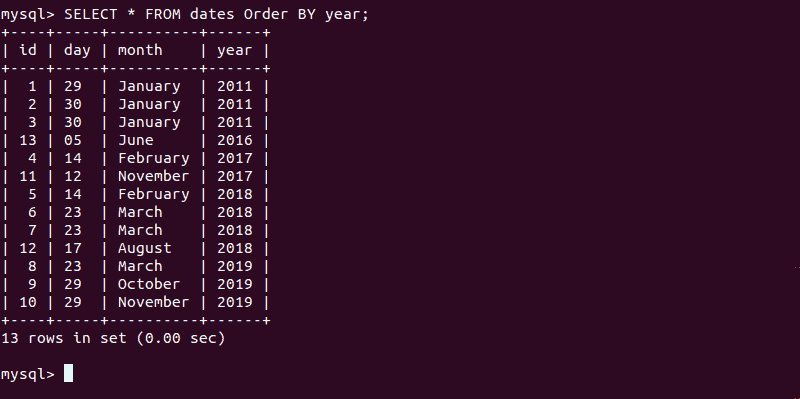 mysql> SELECT * FROM dates Order BY year;
+----+-----+----------+------+
| id | day | month    | year |
+----+-----+----------+------+
|  1 | 29  | January  | 2011 |
|  2 | 30  | January  | 2011 |
|  3 | 30  | January  | 2011 |
| 13 | 05  | June     | 2016 |
|  4 | 14  | February | 2017 |
| 11 | 12  | November | 2017 |
|  5 | 14  | February | 2018 |
|  6 | 23  | March    | 2018 |
|  7 | 23  | March    | 2018 |
| 12 | 17  | August   | 2018 |
|  8 | 23  | March    | 2019 |
|  9 | 29  | October  | 2019 |
| 10 | 29  | November | 2019 |
+----+-----+----------+------+
13 rows in set (0.00 sec)
mysql>